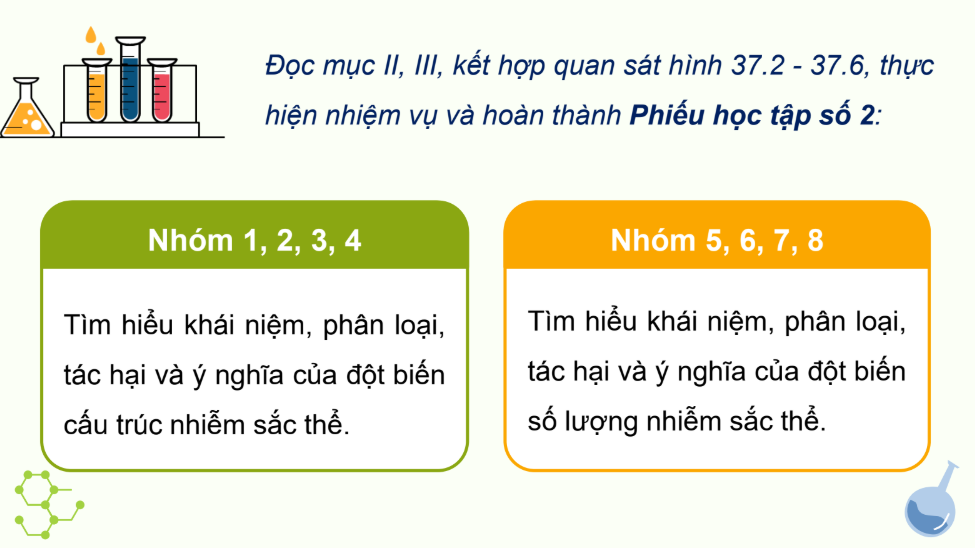 Đọc mục II, III, kết hợp quan sát hình 37.2 - 37.6, thực
hiện nhiệm vụ và hoàn thành Phiếu học tập số 2:
Nhóm 1, 2, 3, 4
Tìm hiểu khái niệm, phân loại,
tác hại và ý nghĩa của đột biến
cấu trúc nhiễm sắc thể.
Nhóm 5, 6, 7, 8
Tìm hiểu khái niệm, phân loại,
tác hại và ý nghĩa của đột biến
số lượng nhiễm sắc thể.